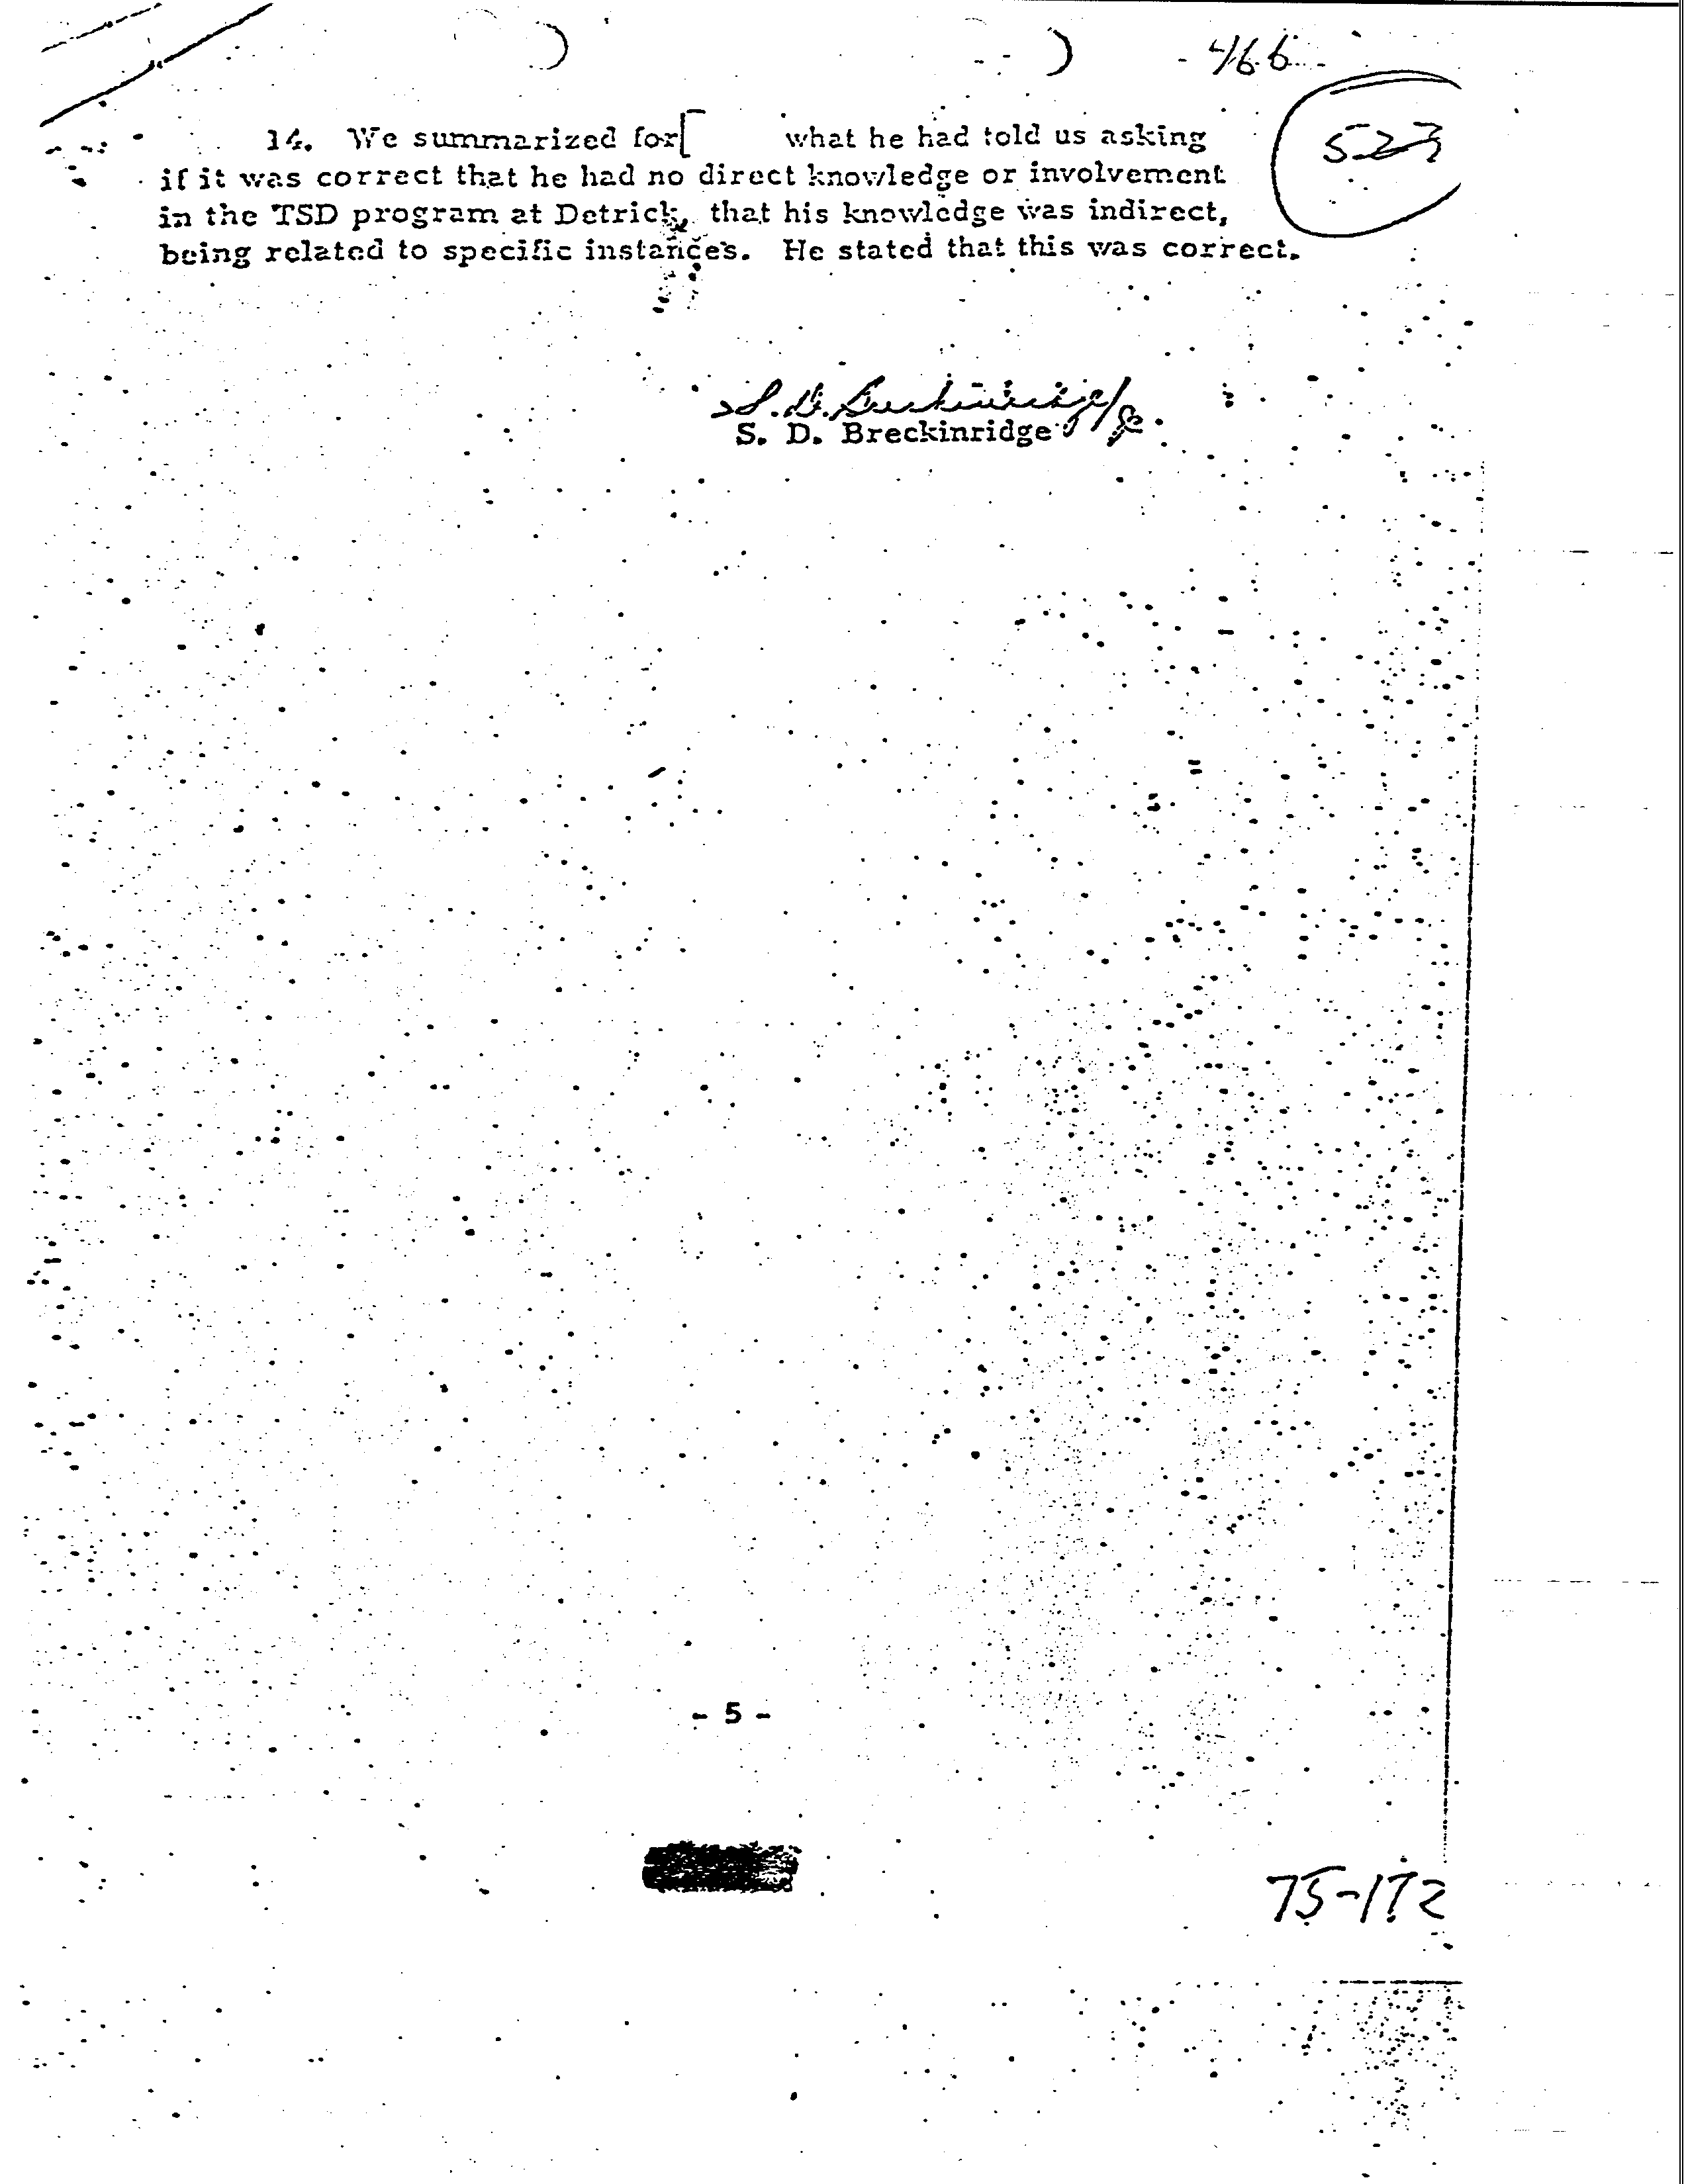 466
523
14. We summarized for[ what he had told us asking
if it was correct that he had no direct knowledge or involvement
in the TSD program at Detrick, that his knowledge was indirect,
being related to specific instances. He stated that this was correct.
S. D. Breckinridge
S. D. Breckinridge
- 5 -
75-172